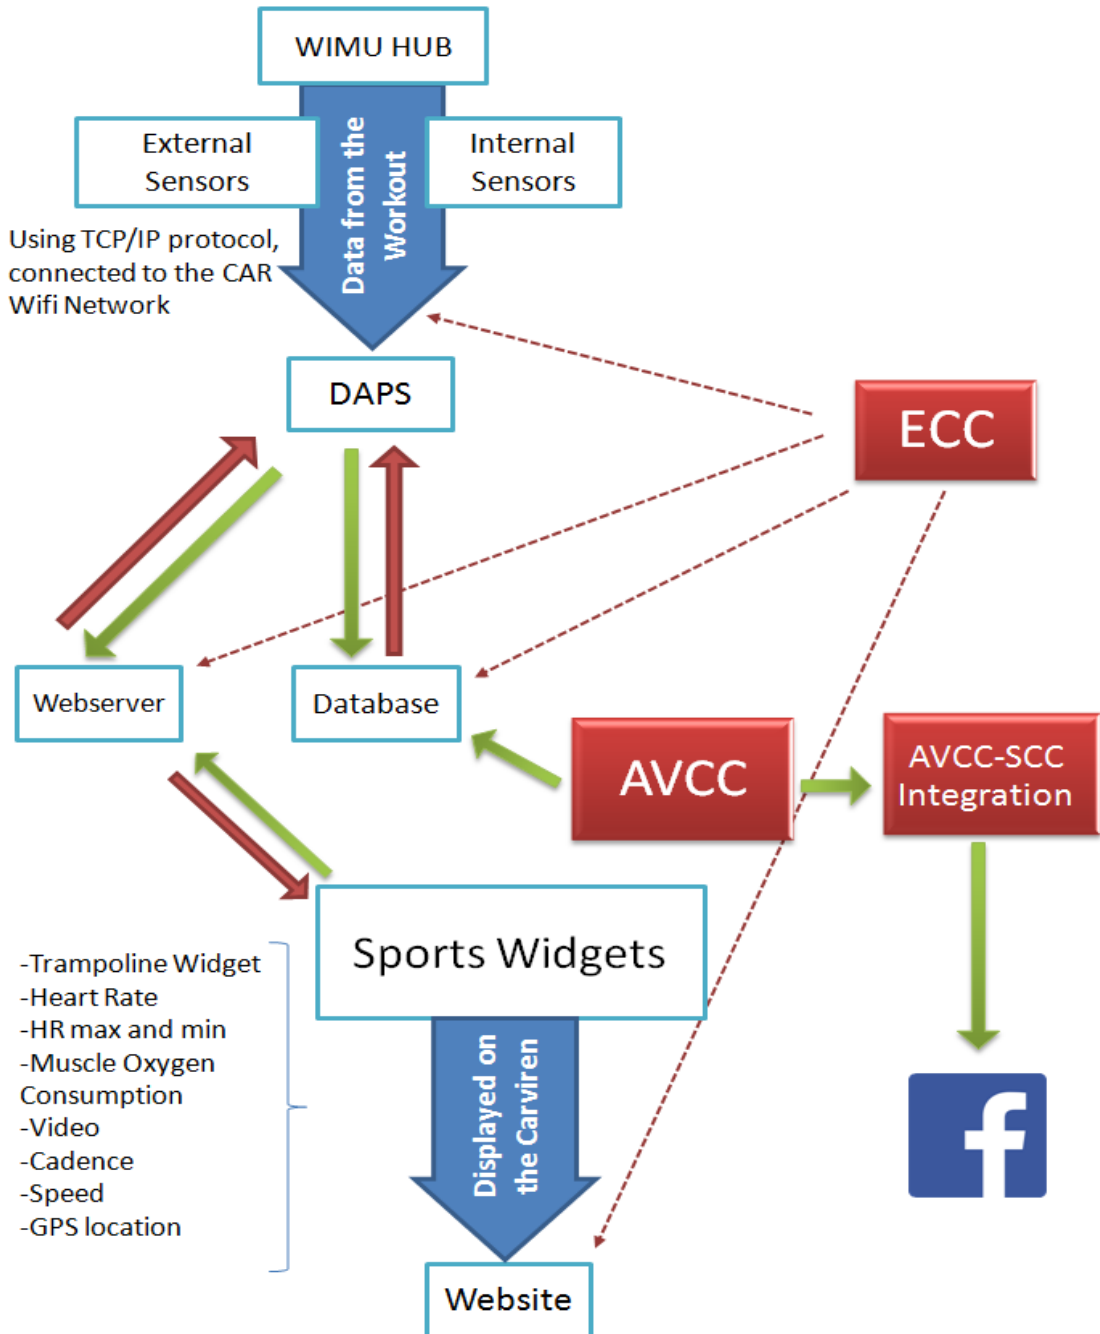 WIMU HUB
External
Sensors
Internal
Sensors
Data from the
Workout
Using TCP/IP protocol,
connected to the CAR
Wifi Network
DAPS
ECC
Webserver
Database
AVCC
AVCC-SCC
Integration
Sports Widgets
-Trampoline Widget
-Heart Rate
-HR max and min
-Muscle Oxygen
Consumption
-Video
-Cadence
-Speed
-GPS location
Displayed on
the Carviren
f
Website